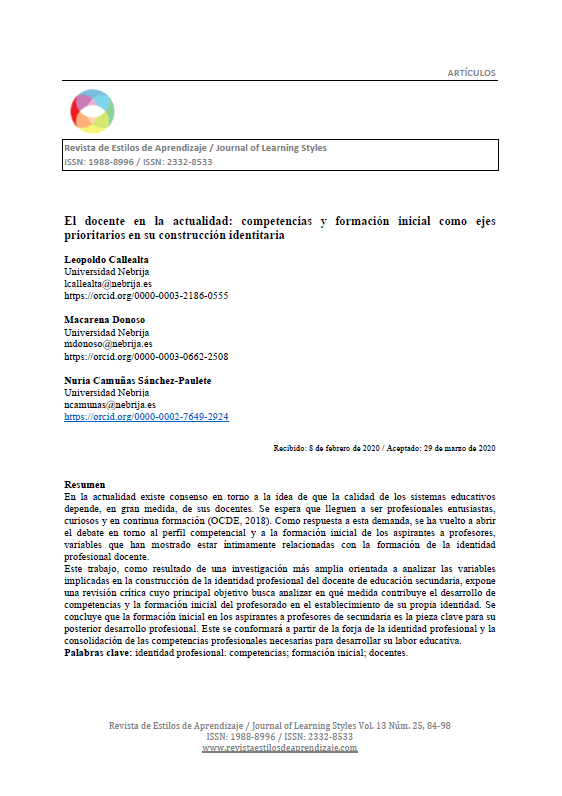 ARTÍCULOS
Revista de Estilos de Aprendizaje / Journal of Learning Styles
ISSN: 1988-8996 / ISSN: 2332-8533
El docente en la actualidad: competencias y formación inicial como ejes
prioritarios en su construcción identitaria
Leopoldo Callealta
Universidad Nebrija
lcallealta@nebrija.es
https://orcid.org/0000-0003-2186-0555
Macarena Donoso
Universidad Nebrija
mdonoso@nebrija.es
https://orcid.org/0000-0003-0662-2508
Nuria Camuñas Sánchez-Paulete
Universidad Nebrija
ncamunas@nebrija.es
https://orcid.org/0000-0002-7649-2924
Recibido: 8 de febrero de 2020 / Aceptado: 29 de marzo de 2020
Resumen
En la actualidad existe consenso en torno a la idea de que la calidad de los sistemas educativos
depende, en gran medida, de sus docentes. Se espera que lleguen a ser profesionales entusiastas,
curiosos y en continua formación (OCDE, 2018). Como respuesta a esta demanda, se ha vuelto a abrir
el debate en torno al perfil competencial y a la formación inicial de los aspirantes a profesores,
variables que han mostrado estar íntimamente relacionadas con la formación de la identidad
profesional docente.
Este trabajo, como resultado de una investigación más amplia orientada a analizar las variables
implicadas en la construcción de la identidad profesional del docente de educación secundaria, expone
una revisión crítica cuyo principal objetivo busca analizar en qué medida contribuye el desarrollo de
competencias y la formación inicial del profesorado en el establecimiento de su propia identidad. Se
concluye que la formación inicial en los aspirantes a profesores de secundaria es la pieza clave para su
posterior desarrollo profesional. Este se conformará a partir de la forja de la identidad profesional y la
consolidación de las competencias profesionales necesarias para desarrollar su labor educativa.
Palabras clave: identidad profesional: competencias; formación inicial; docentes.
Revista de Estilos de Aprendizaje / Journal of Learning Styles Vol. 13 Núm. 25, 84-98
ISSN: 1988-8996 / ISSN: 2332-8533
www.revistaestilosdeaprendizaje.com